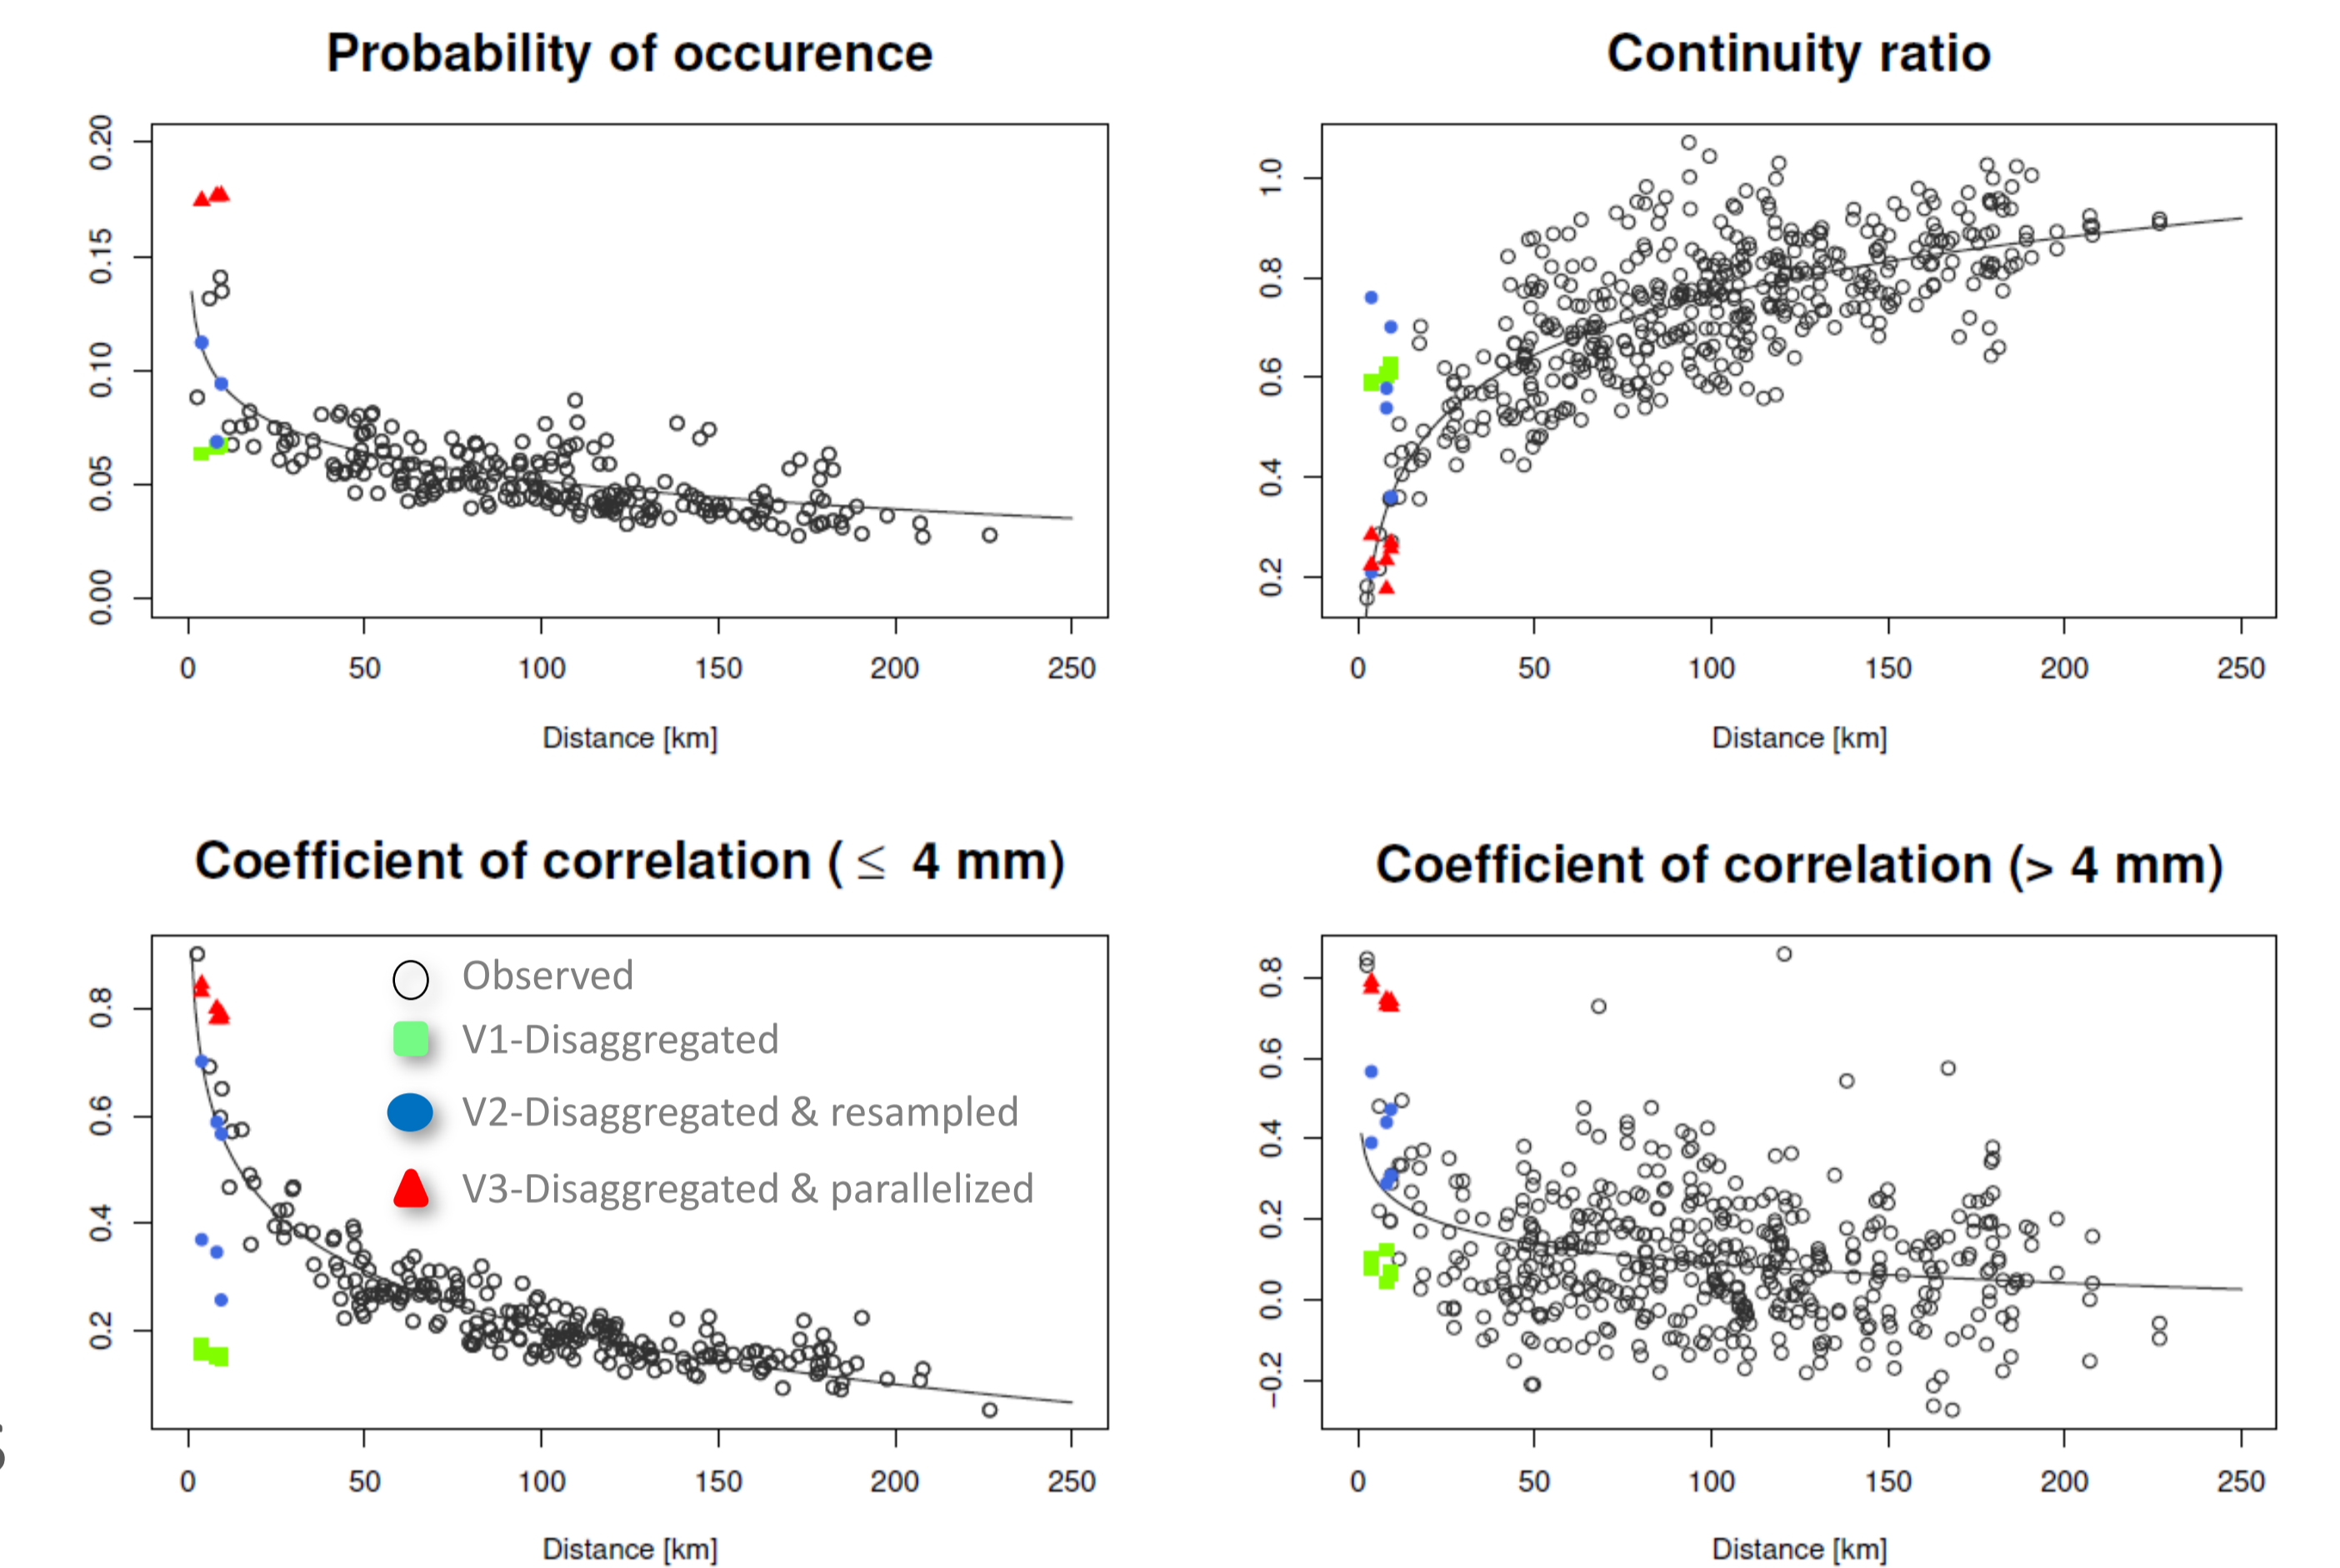 Probability of occurence
0.20
0.15
0.10
0.05
0.00
0 50 100 150 200 250
Distance [km]
Continuity ratio
1.0
0.8
0.6
0.4
0.2
0 50 100 150 200 250
Distance [km]
Coefficient of correlation ( ≤ 4 mm)
0.8
0.6
0.4
0.2
Observed
V1-Disaggregated
V2-Disaggregated & resampled
V3-Disaggregated & parallelized
0 50 100 150 200 250
Distance [km]
Coefficient of correlation (> 4 mm)
0.8
0.6
0.4
0.2
0.0
−0.2
0 50 100 150 200 250
Distance [km]